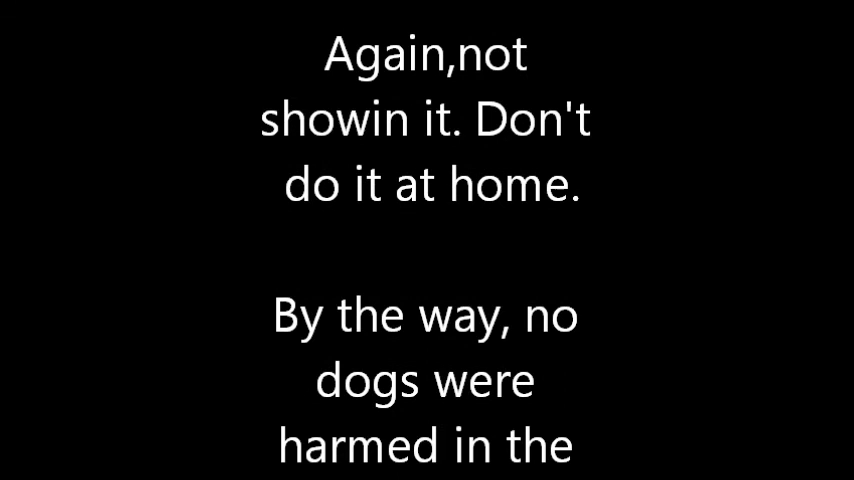 Again,not
showin it. Don't
do it at home.
By the way, no
dogs were
harmed in the